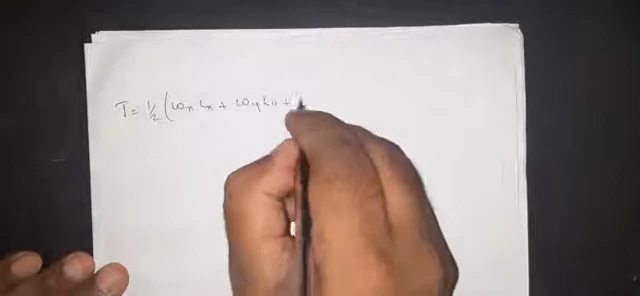 T = 1/2 (ωx Lx + ωy Ly +